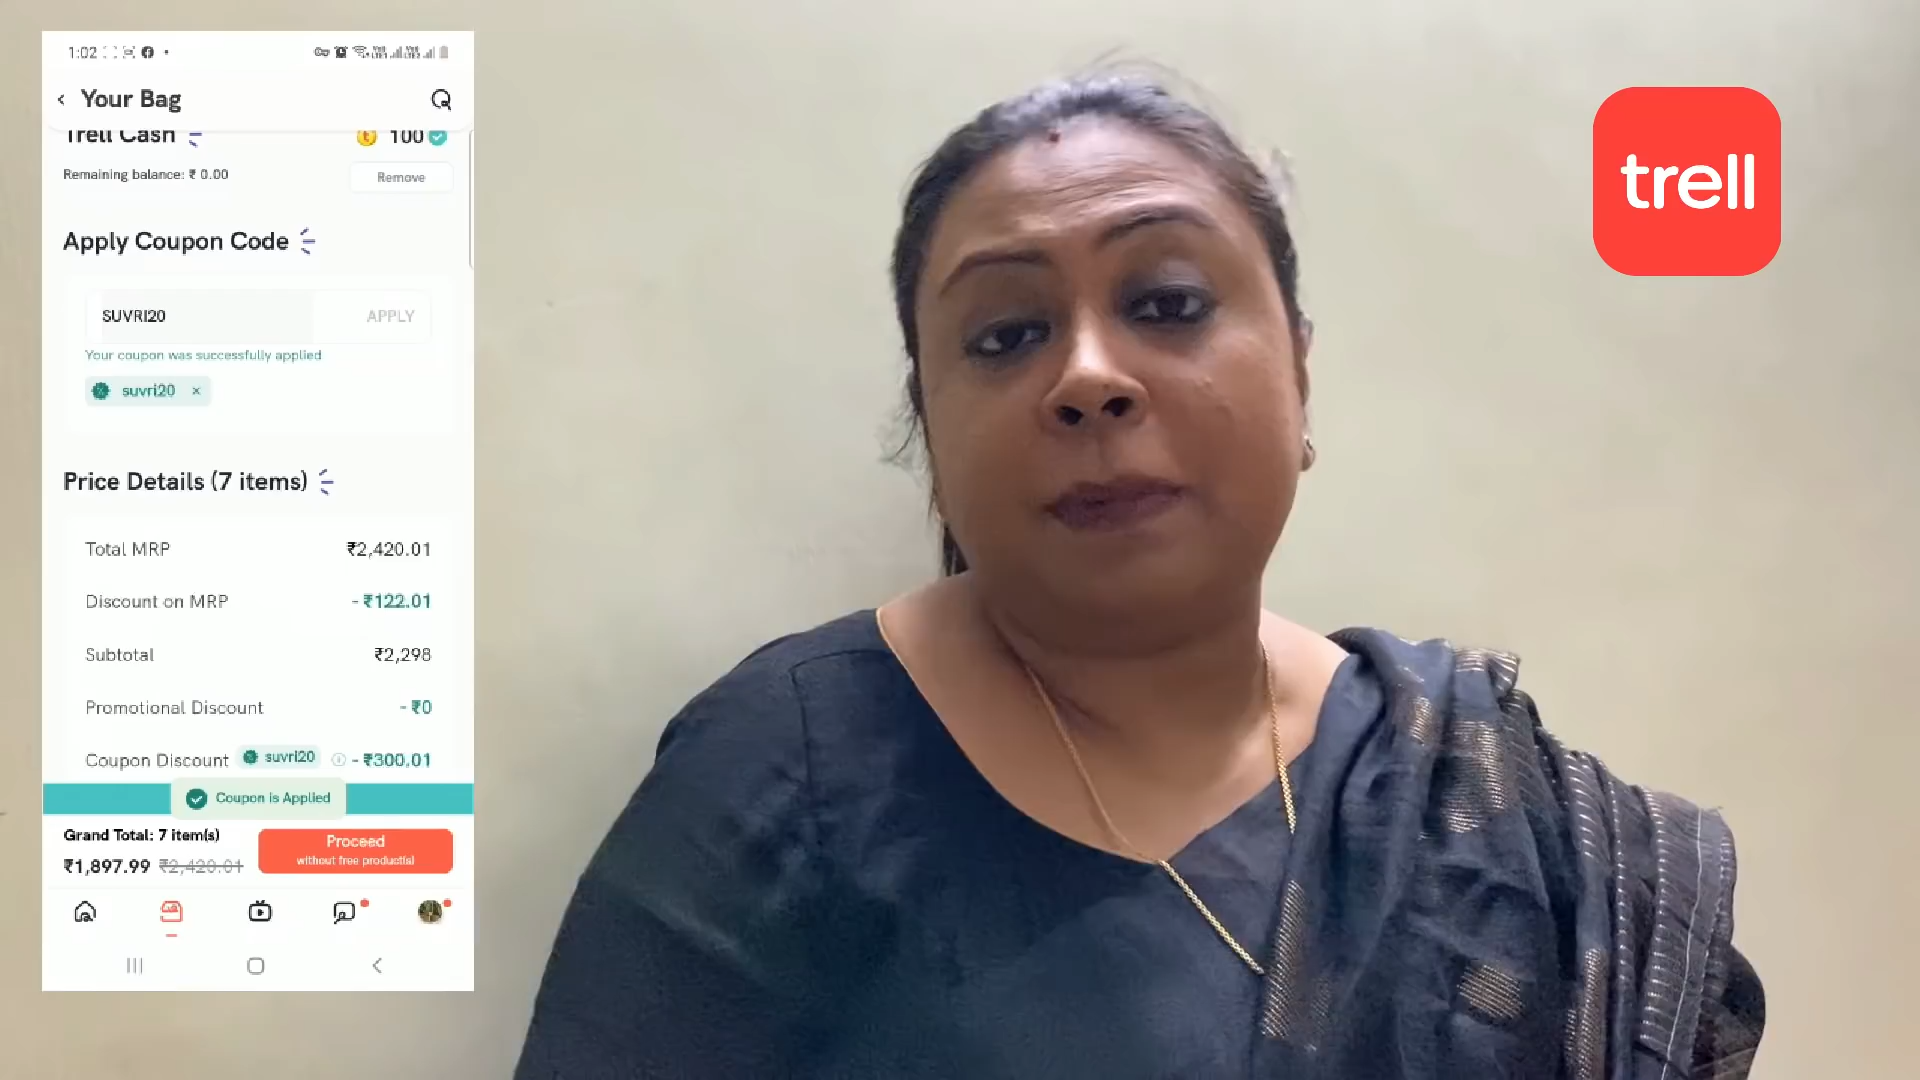 1:02
Your Bag
Trell Cash
100
Remaining balance: ₹ 0.00
Remove
Apply Coupon Code
SUVRI20
APPLY
Your coupon was successfully applied
suvri20 ×
Price Details (7 items)
Total MRP ₹2,420.01
Discount on MRP - ₹122.01
Subtotal ₹2,298
Promotional Discount - ₹0
Coupon Discount suvri20 - ₹300.01
Coupon is Applied
Grand Total: 7 item(s)
₹1,897.99 ₹2,420.01
Proceed
without free product(s)
trell